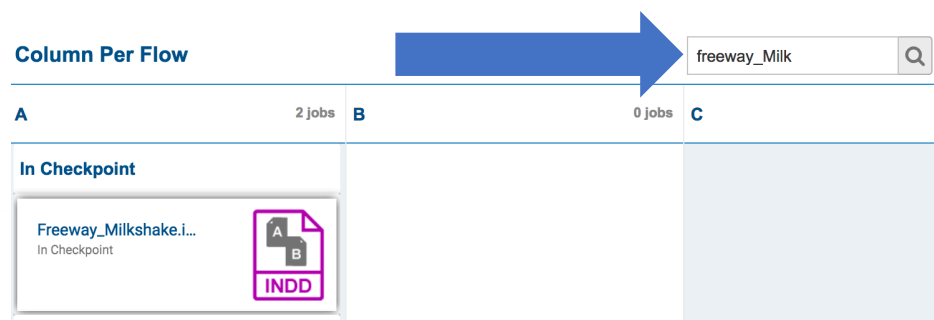 Column Per Flow
freeway_Milk
A 2 jobs B 0 jobs C
In Checkpoint
Freeway_Milkshake.i...
In Checkpoint
A
B
INDD